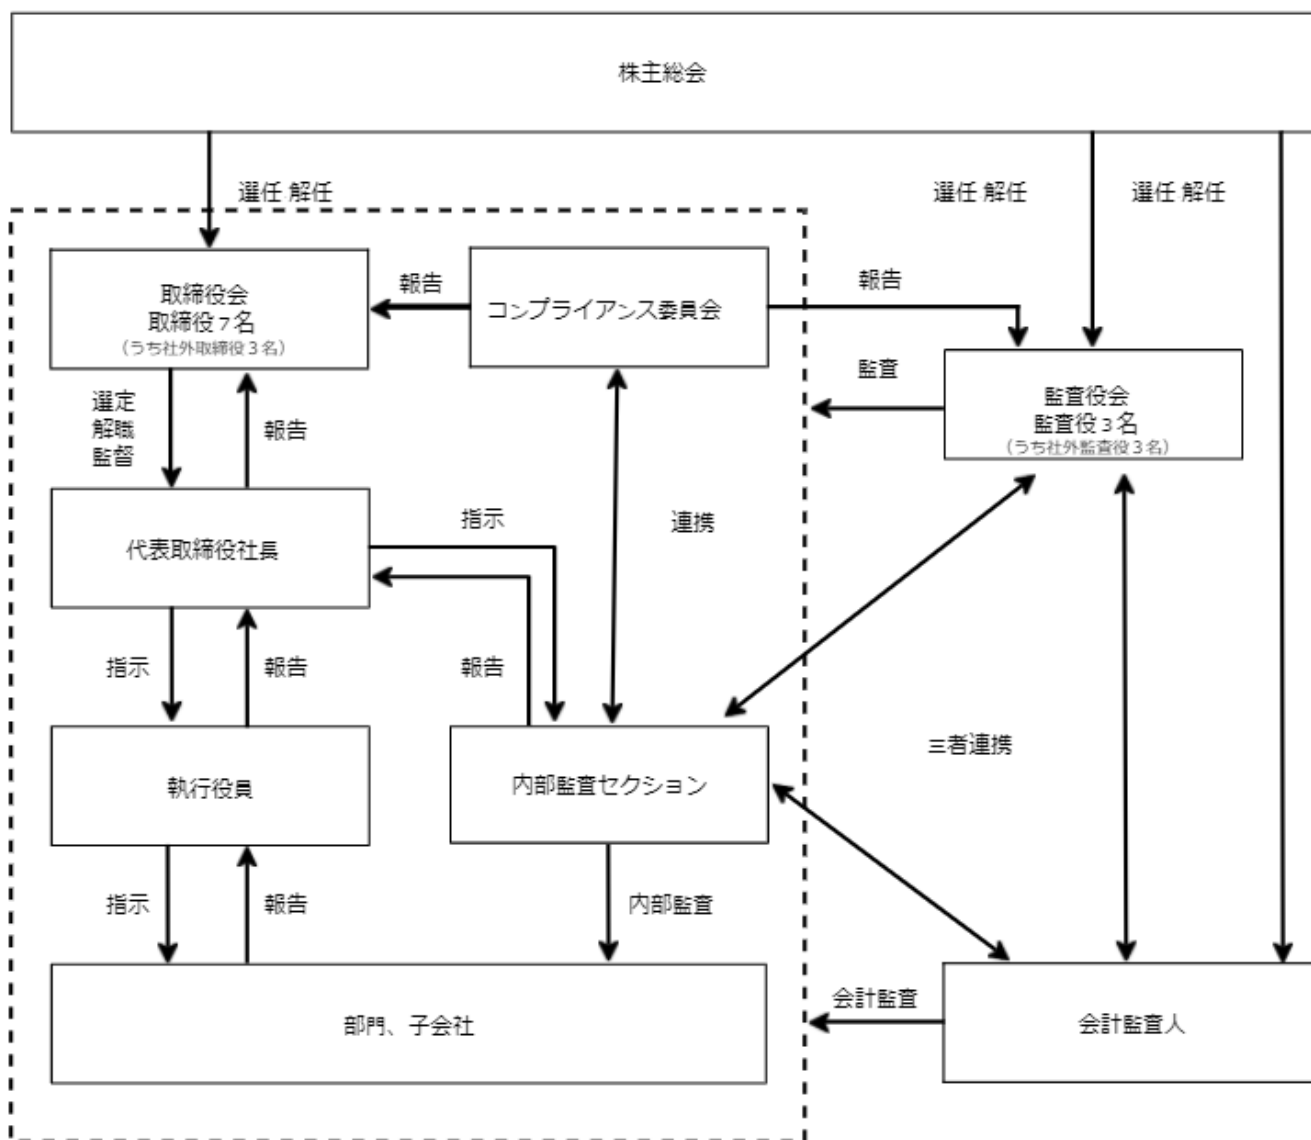 株主総会
選任 解任
選任 解任
選任 解任
取締役会
取締役7名
（うち社外取締役3名）
報告
コンプライアンス委員会
報告
監査
監査役会
監査役3名
（うち社外監査役3名）
選定
解職
監督
報告
代表取締役社長
指示
連携
指示
報告
報告
三者連携
執行役員
内部監査セクション
指示
報告
内部監査
会計監査
部門、子会社
会計監査人